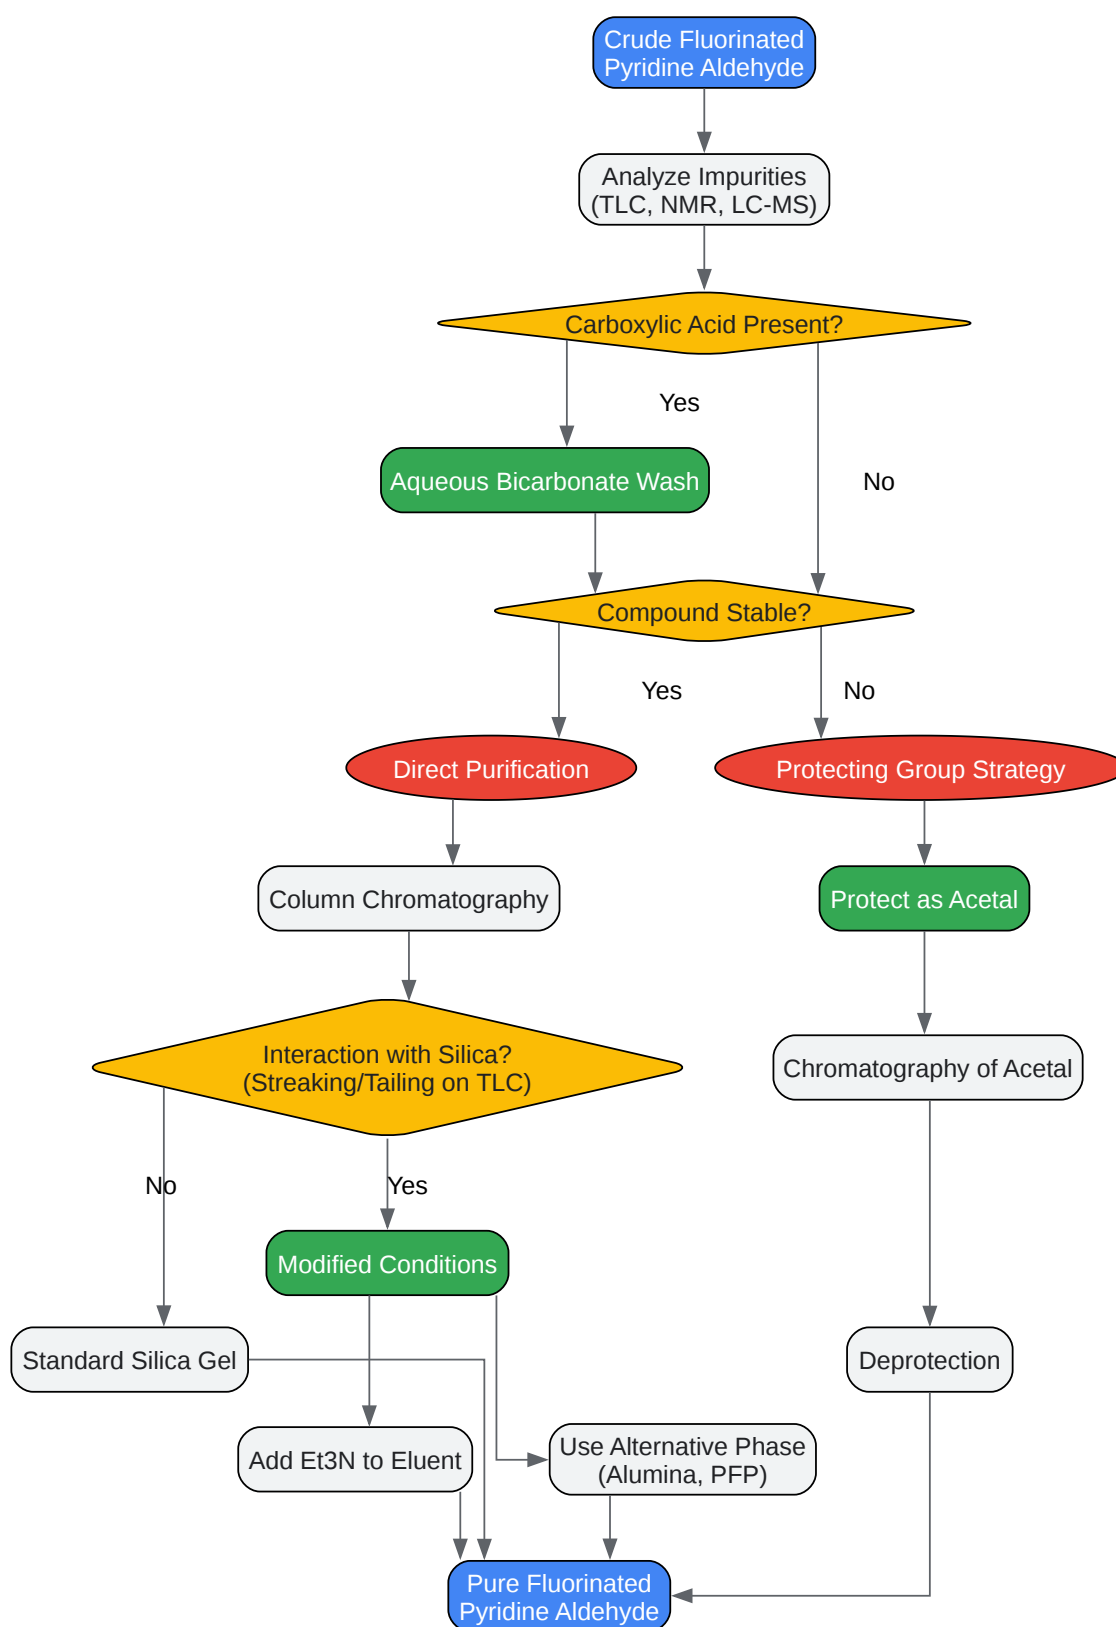 Crude Fluorinated
Pyridine Aldehyde
Analyze Impurities
(TLC, NMR, LC-MS)
Carboxylic Acid Present?
Yes
Aqueous Bicarbonate Wash
No
Compound Stable?
Yes
No
Direct Purification
Protecting Group Strategy
Column Chromatography
Protect as Acetal
Interaction with Silica?
(Streaking/Tailing on TLC)
Chromatography of Acetal
No
Yes
Modified Conditions
Standard Silica Gel
Deprotection
Add Et3N to Eluent
Use Alternative Phase
(Alumina, PFP)
Pure Fluorinated
Pyridine Aldehyde